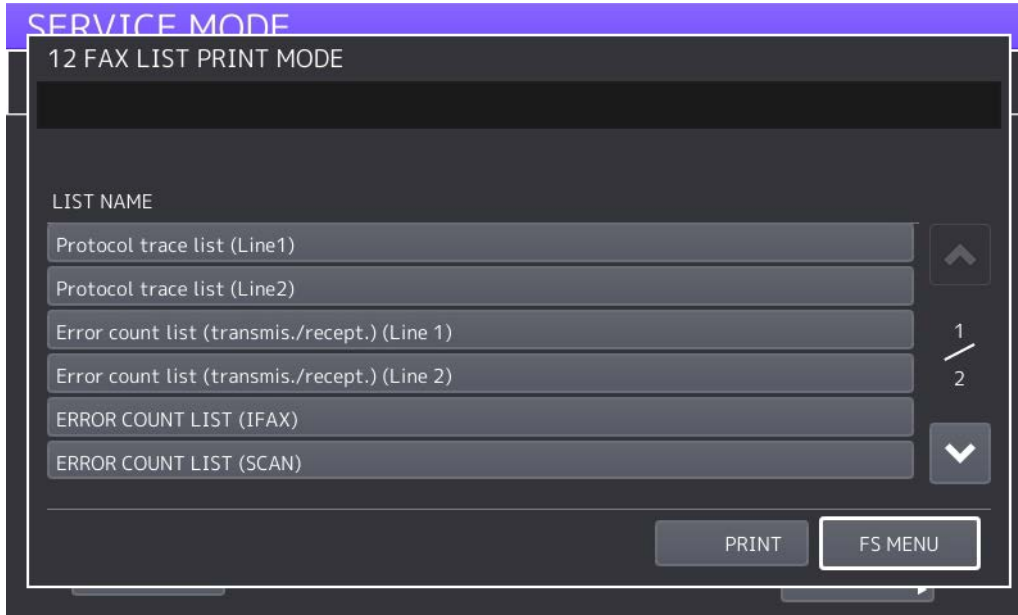 SERVICE MODE
12 FAX LIST PRINT MODE
LIST NAME
Protocol trace list (Line1)
Protocol trace list (Line2)
Error count list (transmis./recept.) (Line 1)
Error count list (transmis./recept.) (Line 2)
ERROR COUNT LIST (IFAX)
ERROR COUNT LIST (SCAN)
1
2
PRINT
FS MENU